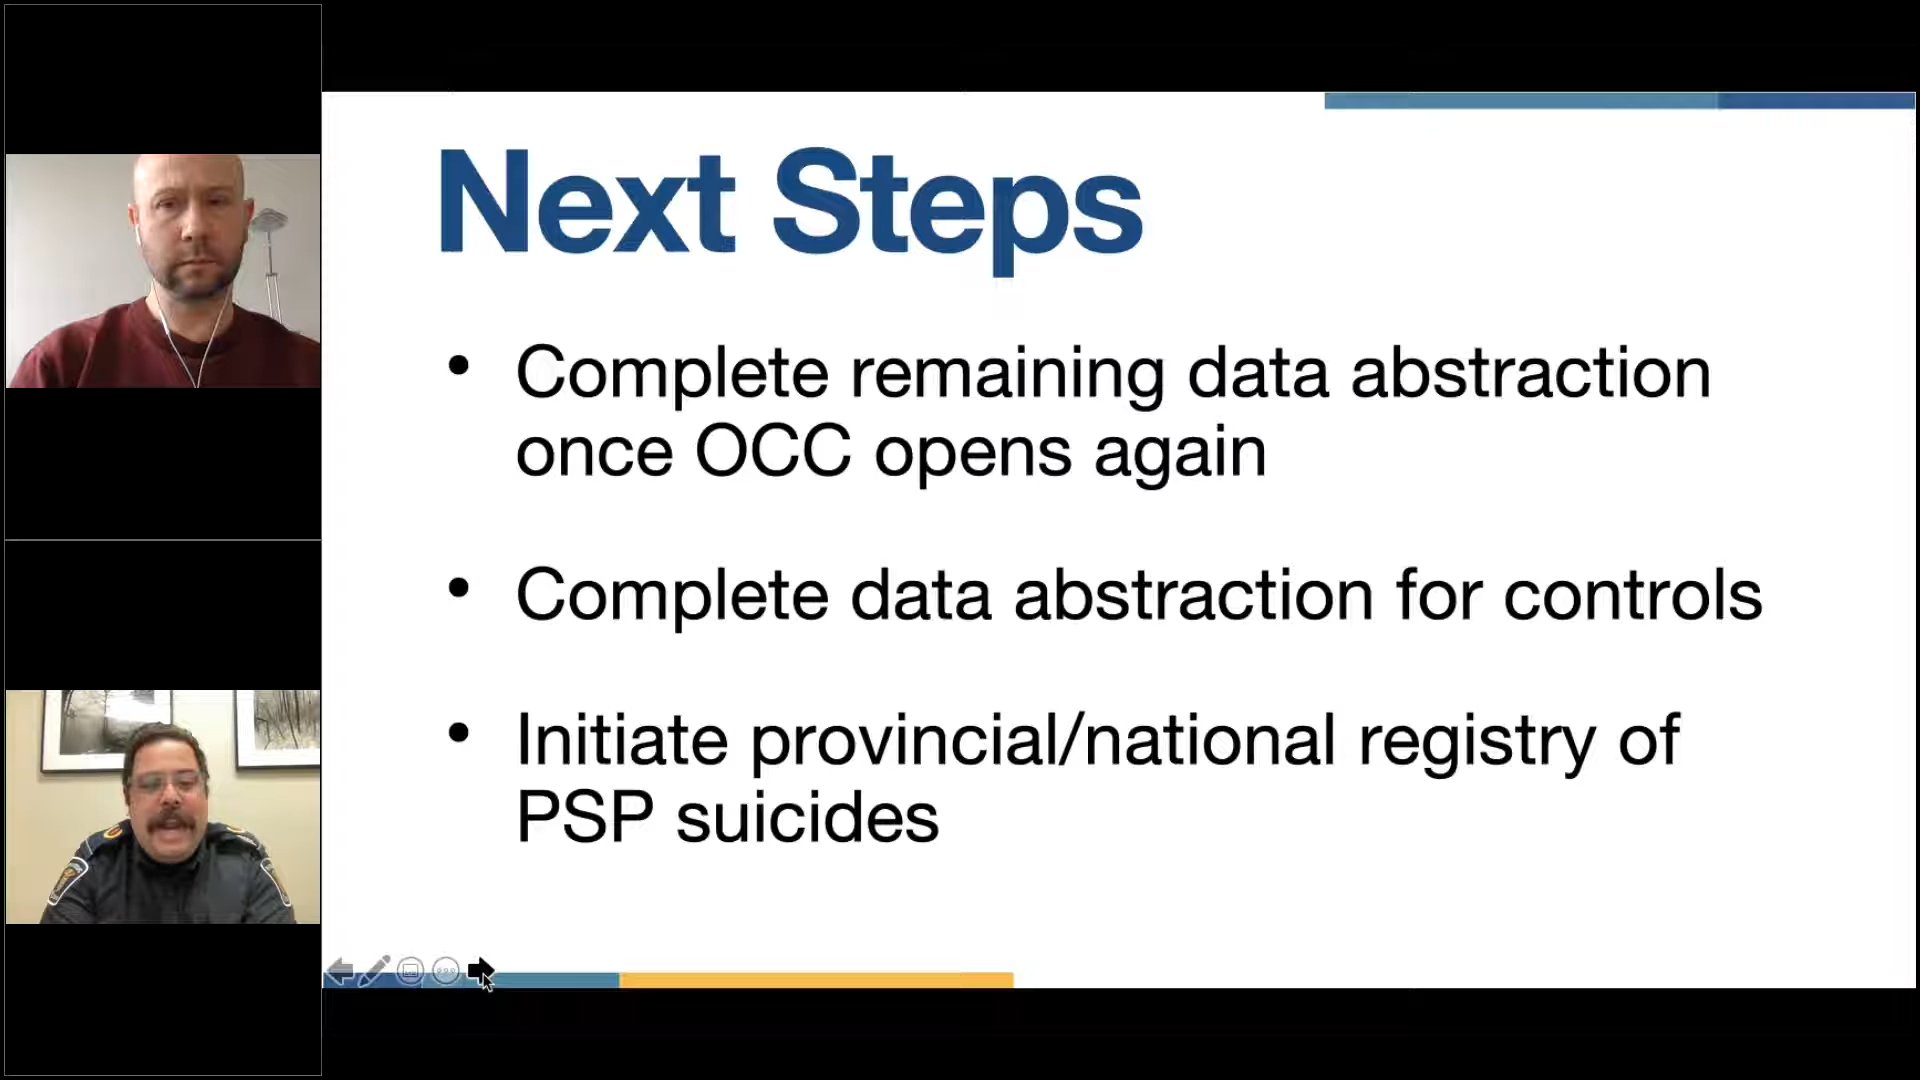 Next Steps
• Complete remaining data abstraction
once OCC opens again
• Complete data abstraction for controls
• Initiate provincial/national registry of
PSP suicides